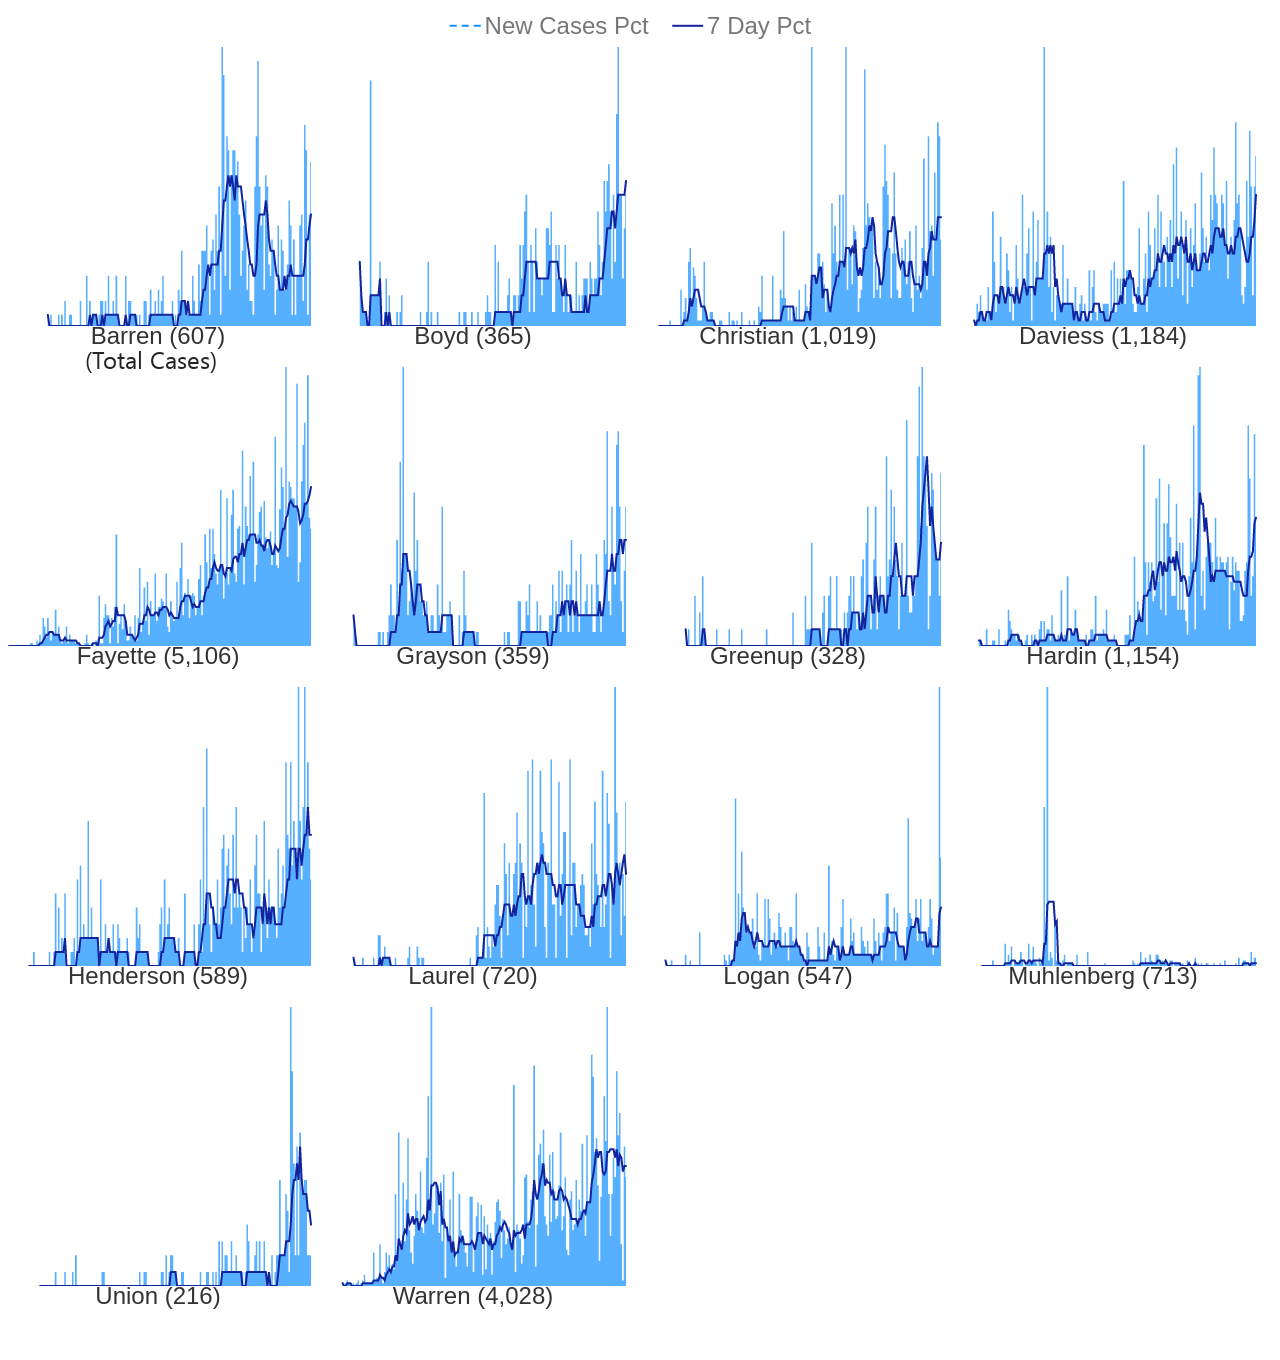 New Cases Pct 7 Day Pct
Barren (607) Boyd (365) Christian (1,019) Daviess (1,184)
(Total Cases)
Fayette (5,106) Grayson (359) Greenup (328) Hardin (1,154)
Henderson (589) Laurel (720) Logan (547) Muhlenberg (713)
Union (216) Warren (4,028)